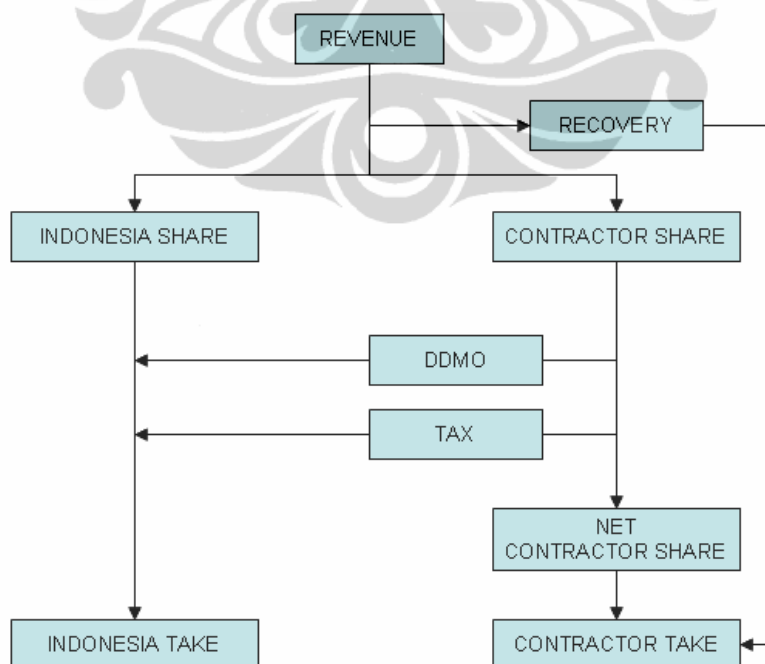 REVENUE
RECOVERY
INDONESIA SHARE
CONTRACTOR SHARE
DDMO
TAX
NET
CONTRACTOR SHARE
INDONESIA TAKE
CONTRACTOR TAKE